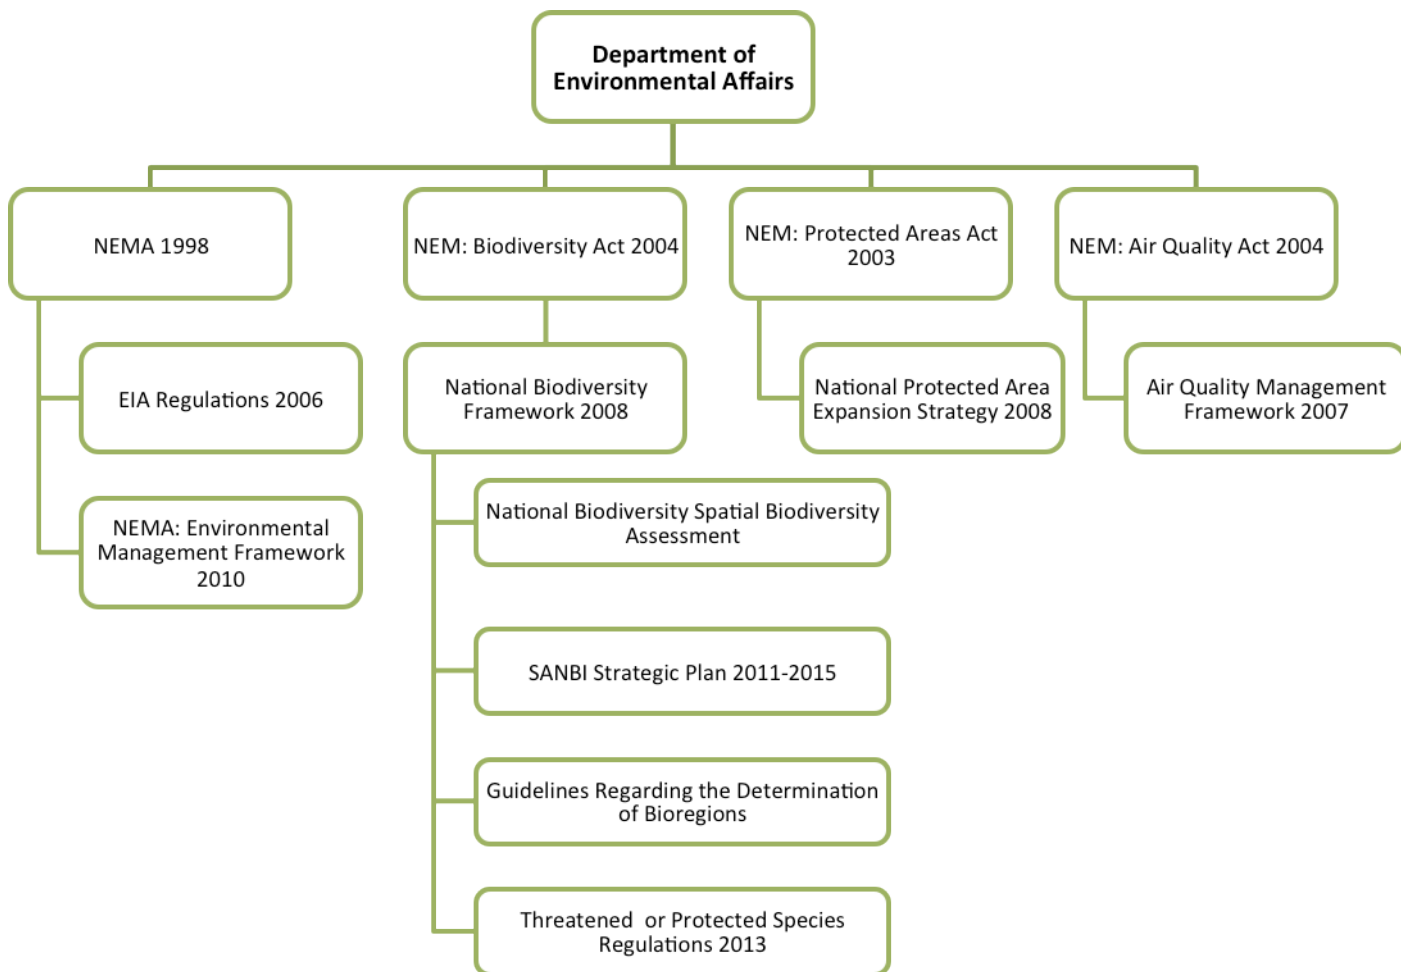 Department of
Environmental Affairs
NEMA 1998
NEM: Biodiversity Act 2004
NEM: Protected Areas Act
2003
NEM: Air Quality Act 2004
EIA Regulations 2006
National Biodiversity
Framework 2008
National Protected Area
Expansion Strategy 2008
Air Quality Management
Framework 2007
NEMA: Environmental
Management Framework
2010
National Biodiversity Spatial Biodiversity
Assessment
SANBI Strategic Plan 2011-2015
Guidelines Regarding the Determination
of Bioregions
Threatened  or Protected Species
Regulations 2013